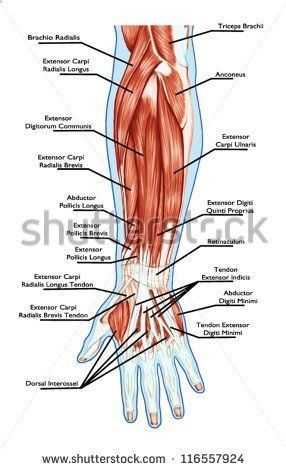 Triceps Brachii
Brachio Radialis
Extensor Carpi
Radialis Longus
Anconeus
Extensor
Digitorum Communis
Extensor
Carpi Ulnaris
Extensor Carpi
Radialis Brevis
Abductor
Pollicis Longus
Extensor Digiti
Quinti Proprius
Extensor
Pollicis Brevis
shutterstock
Retinaculum
Extensor
Pollicis Longus
Tendon
Extensor Indicis
Extensor Carpi
Radialis Longus Tendon
Abductor
Digiti Minimi
Extensor Carpi
Radialis Brevis Tendon
Tendon Extensor
Digiti Minimi
Dorsal Interossei
www.shutterstock.com · 116557924